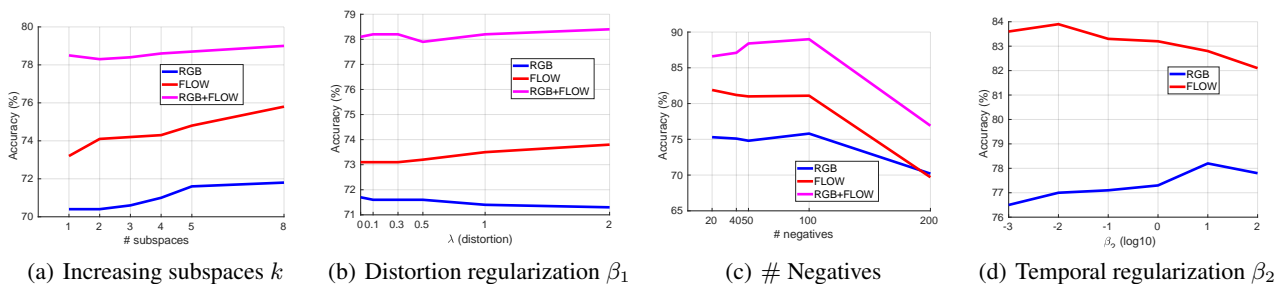 80
78
76
74
72
70
Accuracy (%)
RGB
FLOW
RGB+FLOW
1 2 3 4 5 8
# subspaces
(a) Increasing subspaces k
79
78
77
76
75
74
73
72
71
Accuracy (%)
RGB
FLOW
RGB+FLOW
0 0.1 0.3 0.5 1 2
λ (distortion)
(b) Distortion regularization β1
90
85
80
75
70
65
Accuracy (%)
RGB
FLOW
RGB+FLOW
20 40 50 100 200
# negatives
(c) # Negatives
84
83
82
81
80
79
78
77
76
Accuracy (%)
RGB
FLOW
-3 -2 -1 0 1 2
β2 (log10)
(d) Temporal regularization β2